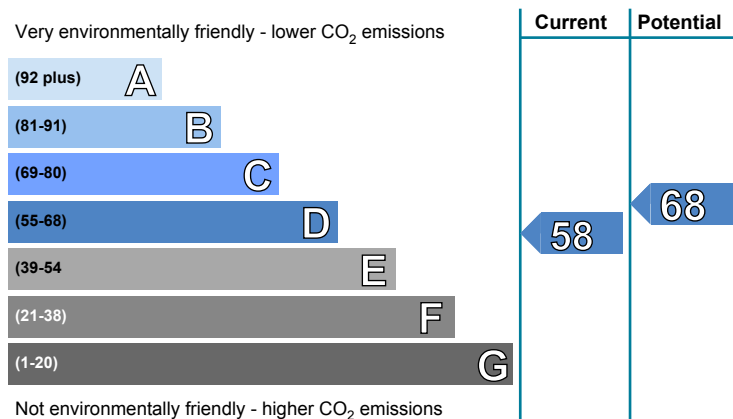 Very environmentally friendly - lower CO₂ emissions
Current
Potential
(92 plus) A
(81-91) B
(69-80) C
(55-68) D
(39-54 E
(21-38) F
(1-20) G
58
68
Not environmentally friendly - higher CO₂ emissions